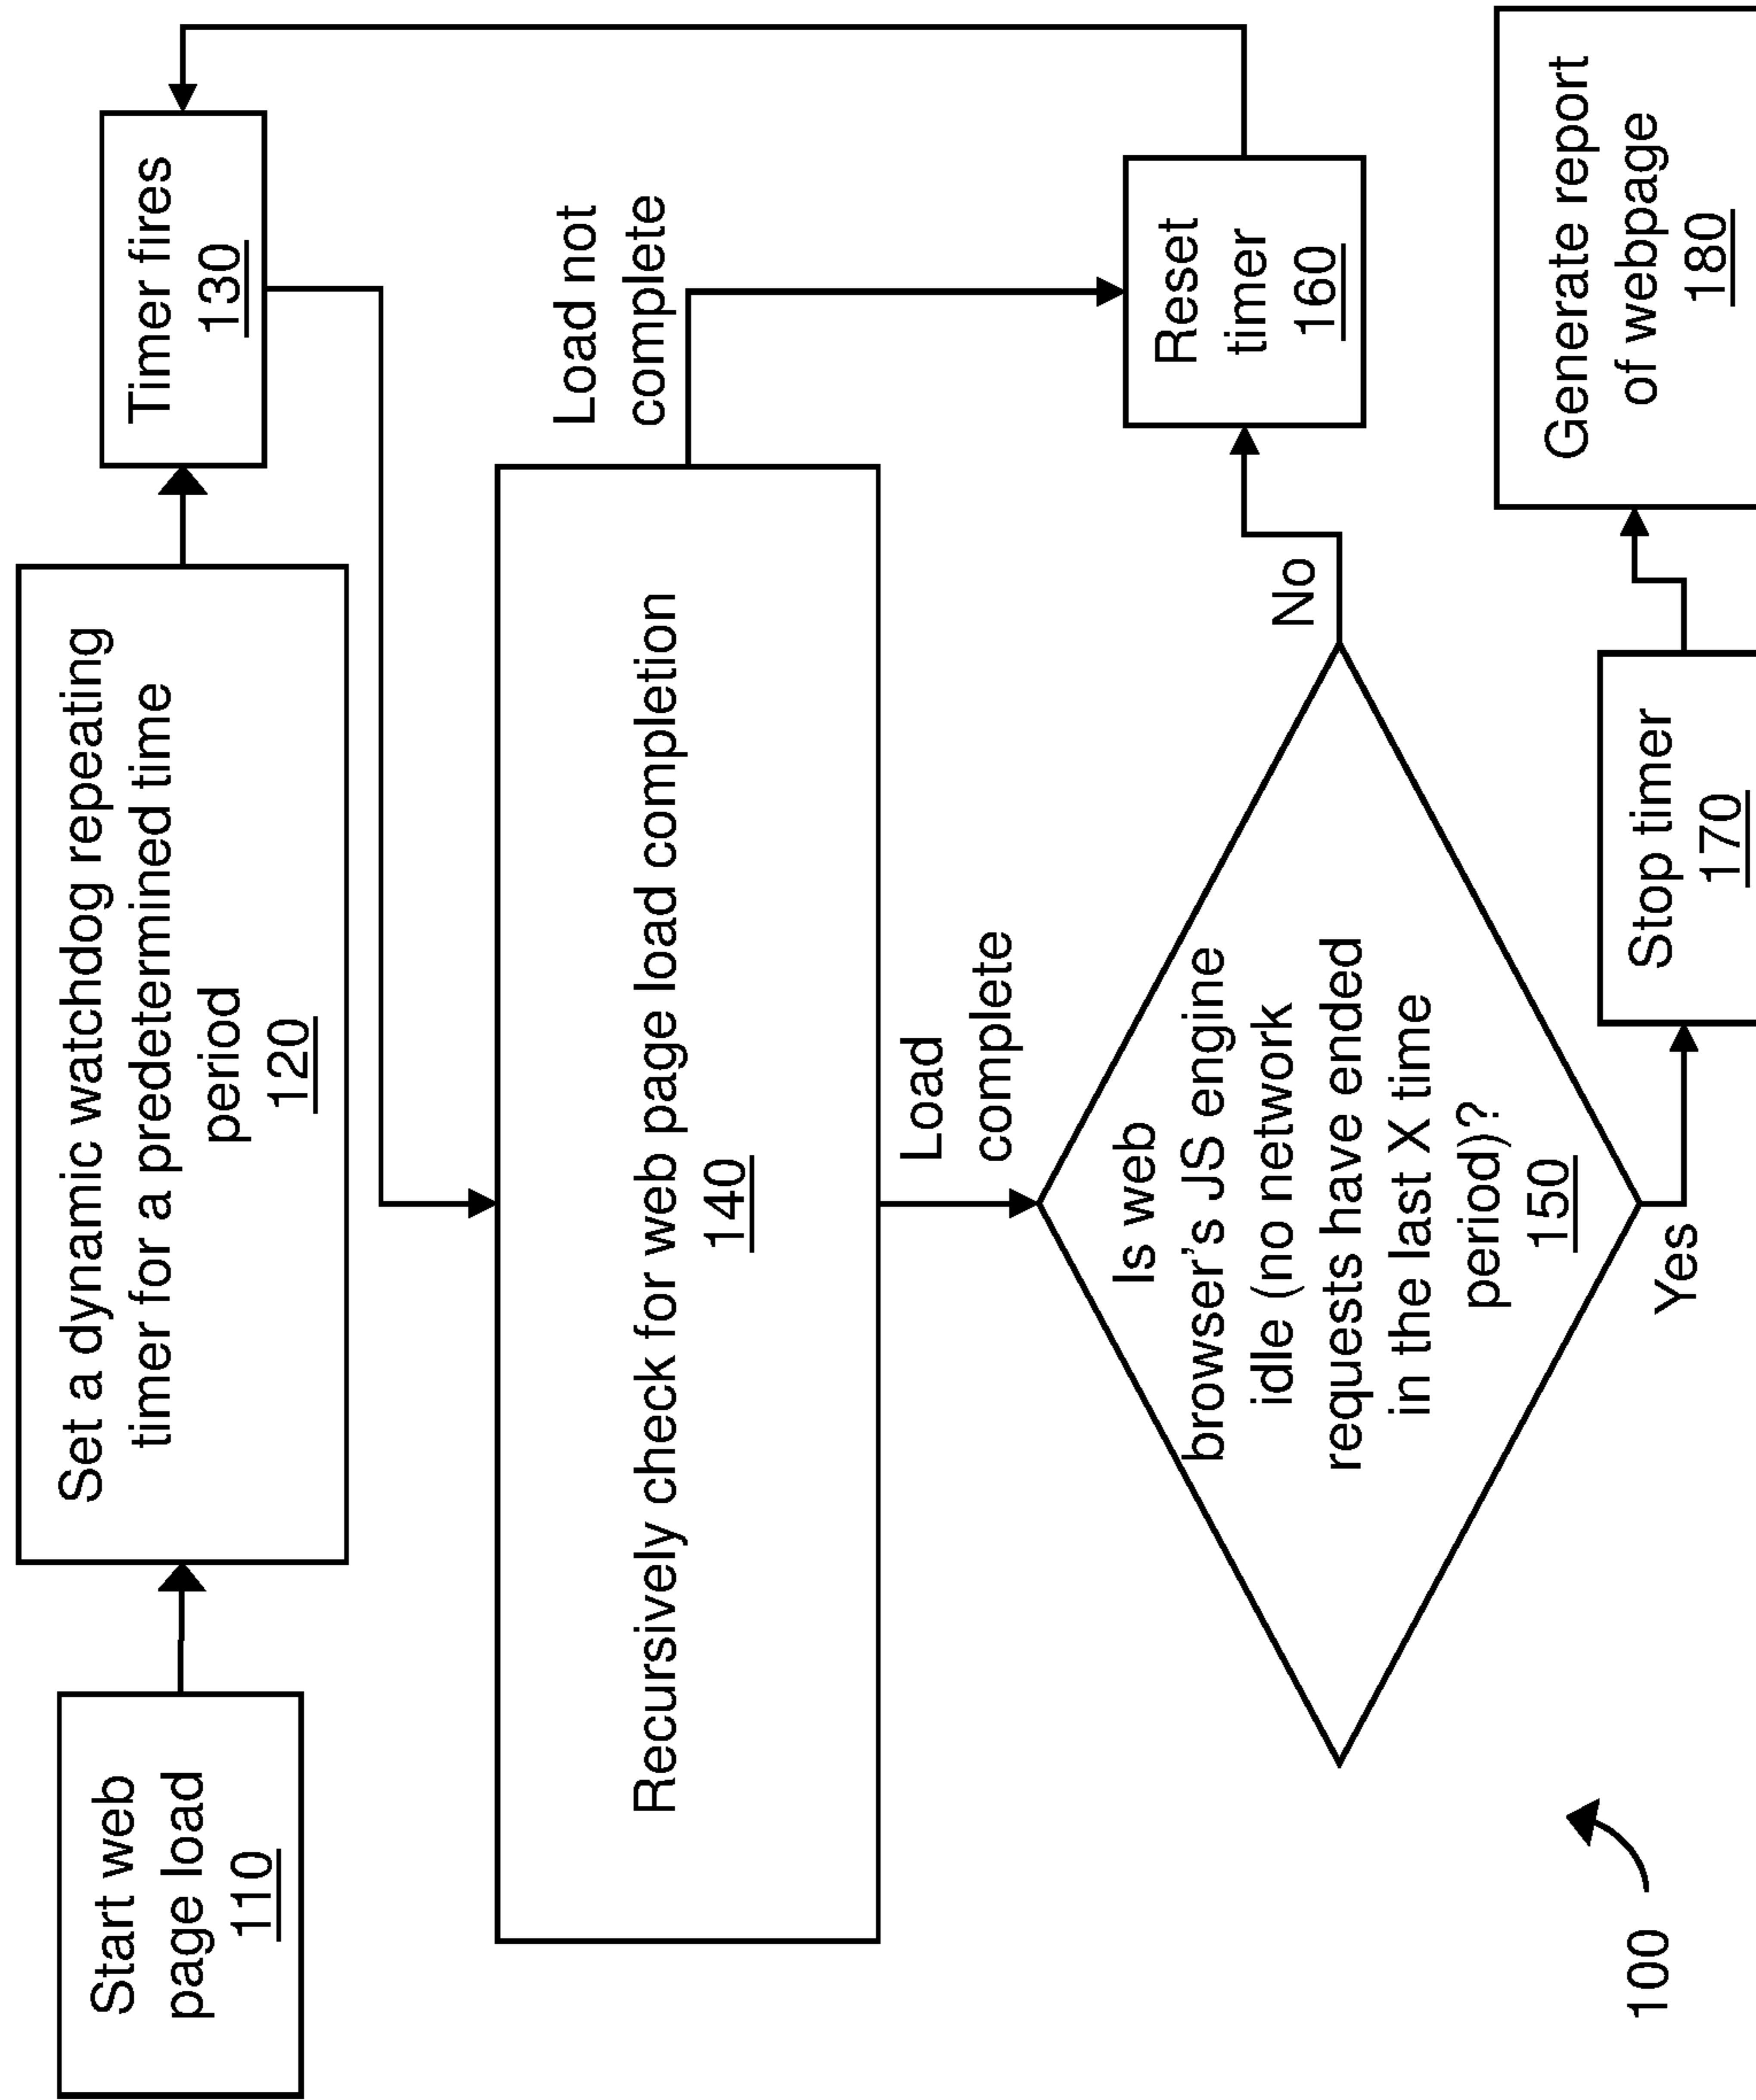 Start web
page load
110
Set a dynamic watchdog repeating
timer for a predetermined time
period
120
Timer fires
130
Recursively check for web page load completion
140
Load not
complete
Load
complete
Is web
browser's JS engine
idle (no network
requests have ended
in the last X time
period)?
150
No
Reset
timer
160
Yes
Stop timer
170
Generate report
of webpage
180
100